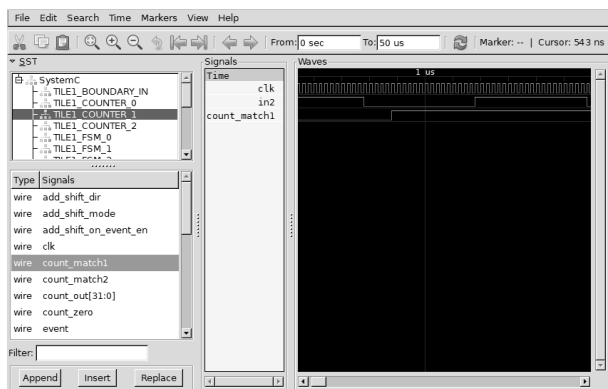 File Edit Search Time Markers View Help
From: 0 sec To: 50 us Marker: -- | Cursor: 543 ns
SST
SystemC
TILE1_BOUNDARY_IN
TILE1_COUNTER_0
TILE1_COUNTER_1
TILE1_COUNTER_2
TILE1_FSM_0
TILE1_FSM_1
Type Signals
wire add_shift_dir
wire add_shift_mode
wire add_shift_on_event_en
wire clk
wire count_match1
wire count_match2
wire count_out[31:0]
wire count_zero
wire event
Filter:
Append Insert Replace
Signals
Time
clk
in2
count_match1
Waves
1 us